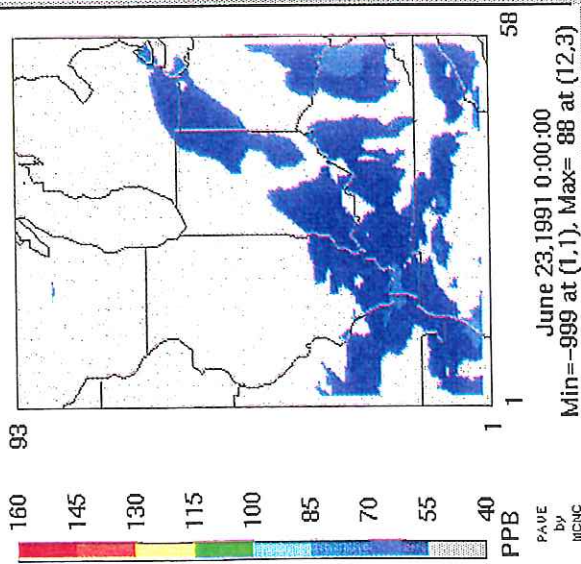 160
145
130
115
100
85
70
55
40
PPB
PAVE
by
MCNC
93
1
1
58
June 23,1991 0:00:00
Min=-999 at (1,1), Max= 88 at (12,3)